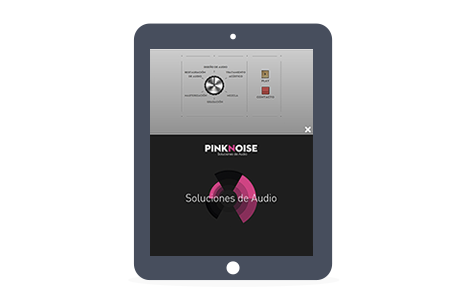 DISEÑO DE AUDIO
RESTAURACIÓN DE AUDIO
TRATAMIENTO ACÚSTICO
MASTERIZACIÓN
MEZCLA
GRABACIÓN
PLAY
CONTACTO
PINKNOISE
Soluciones de Audio
Soluciones de Audio